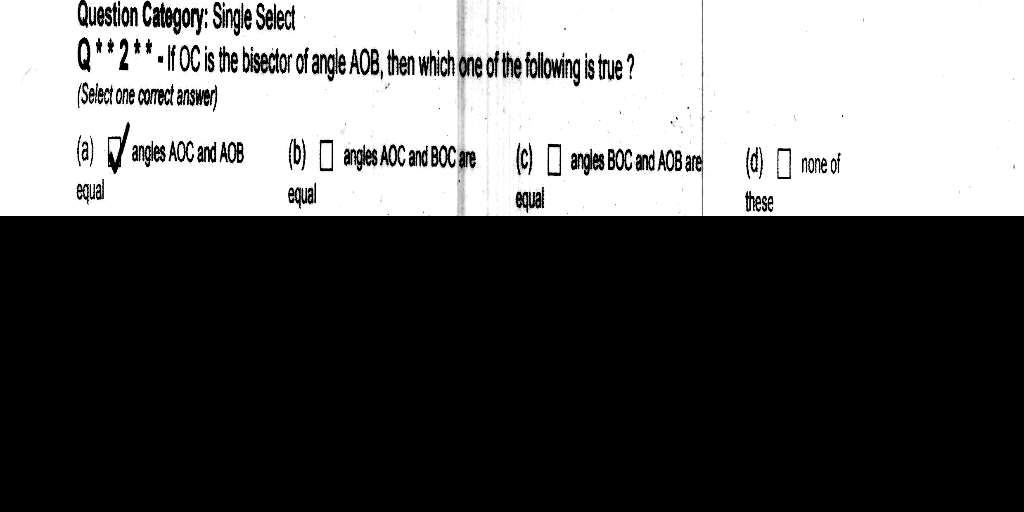 Question Category: Single Select
Q**2** - If OC is the bisector of angle AOB, then which one of the following is true ?
(Select one correct answer)
(a) ☑ angles AOC and AOB equal
(b) ☐ angles AOC and BOC are equal
(c) ☐ angles BOC and AOB are equal
(d) ☐ none of these